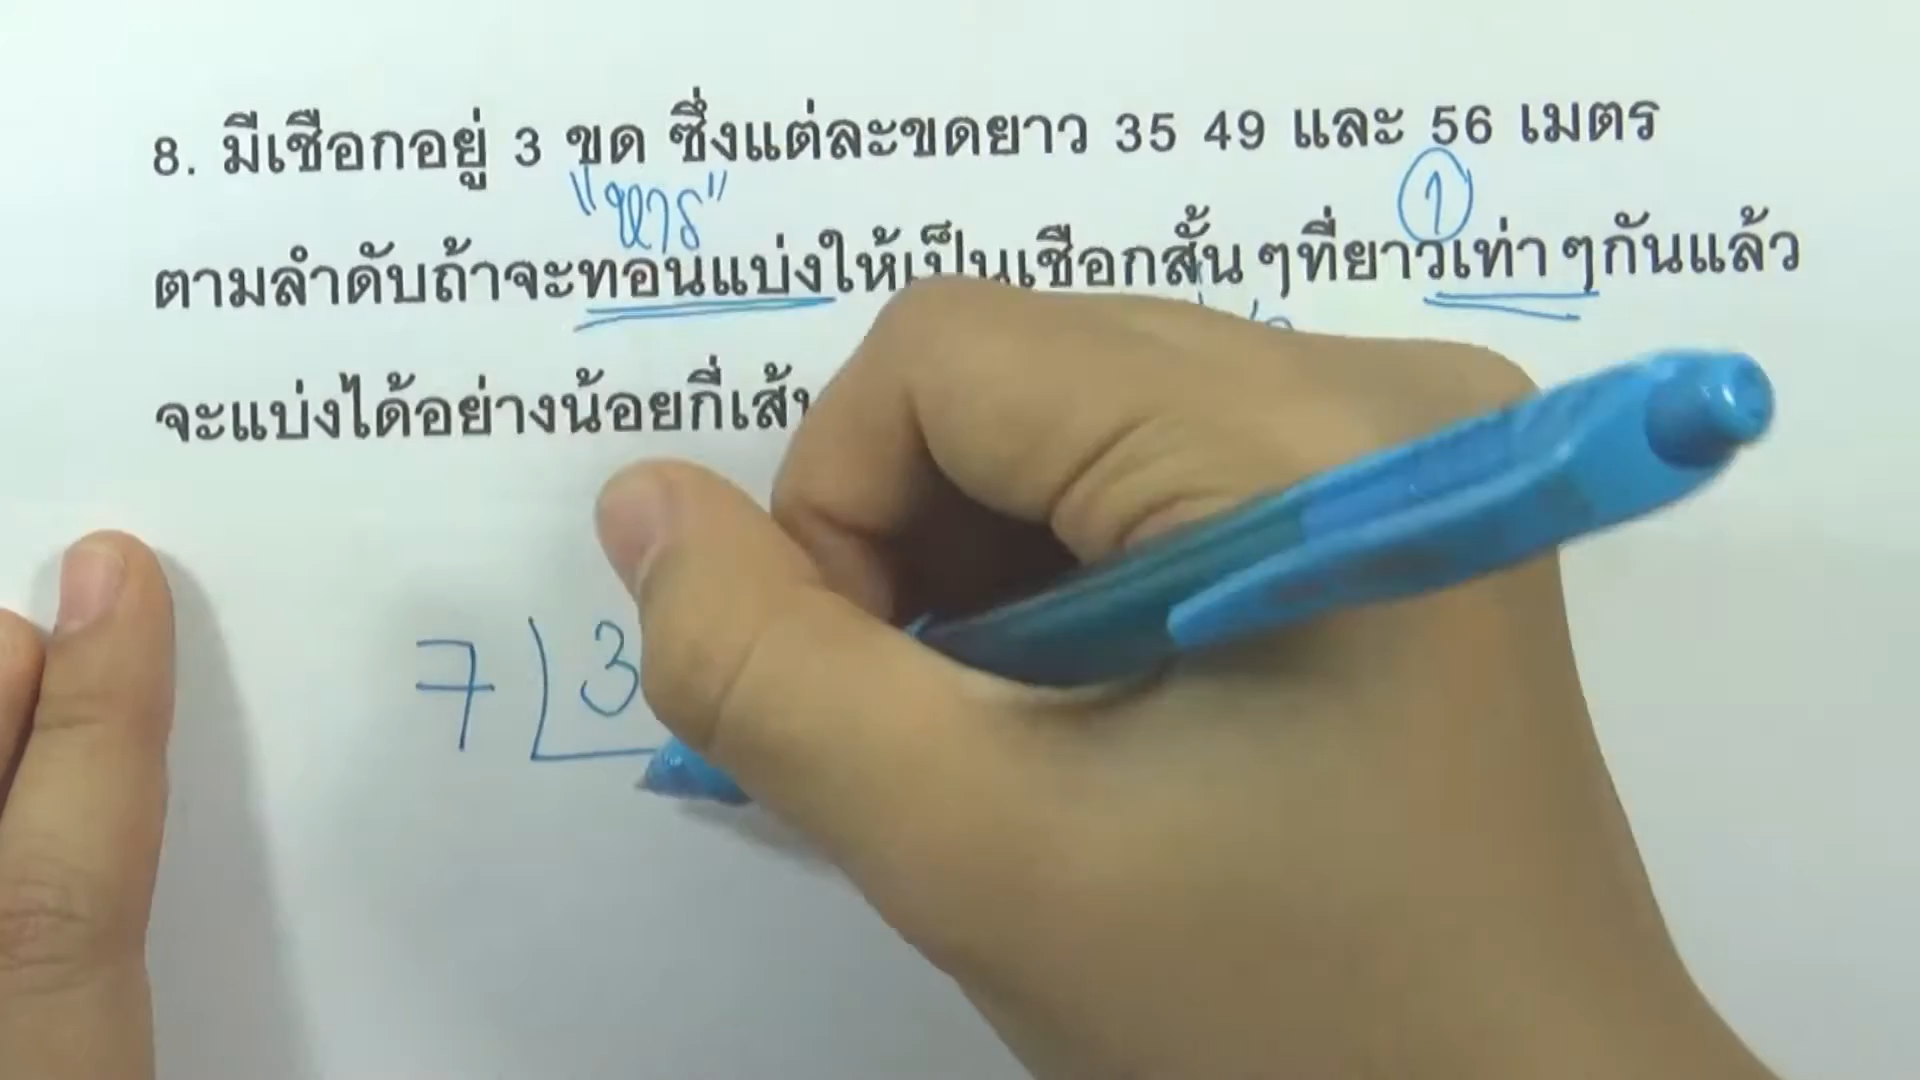 8. มีเชือกอยู่ 3 ขด ซึ่งแต่ละขดยาว 35 49 และ 56 เมตร
"หาร" 1
ตามลำดับถ้าจะทอนแบ่งให้เป็นเชือกสั้นๆที่ยาวเท่าๆกันแล้ว
จะแบ่งได้อย่างน้อยกี่เส้น
7 3